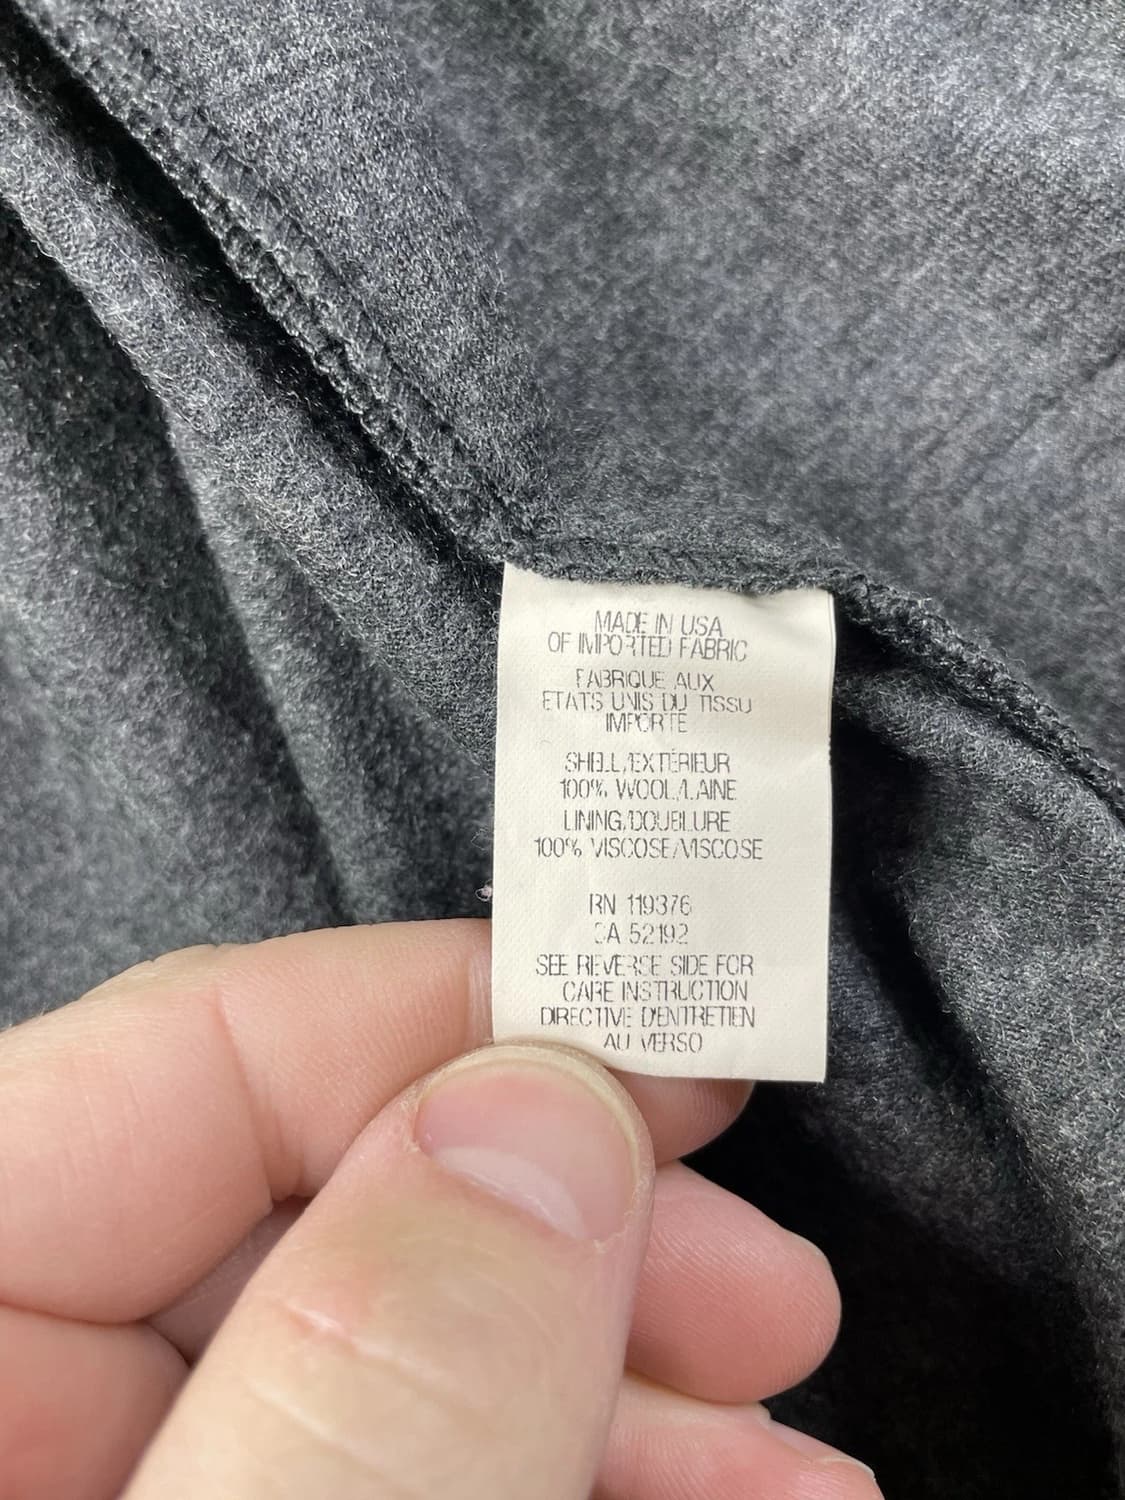 MADE IN USA
OF IMPORTED FABRIC
FABRIQUE AUX
ETATS UNIS DU TISSU
IMPORTE
SHELL/EXTÉRIEUR
100% WOOL/LAINE
LINING/DOUBLURE
100% VISCOSE/VISCOSE
RN 119376
CA 52192
SEE REVERSE SIDE FOR
CARE INSTRUCTION
DIRECTIVE D'ENTRETIEN
AU VERSO